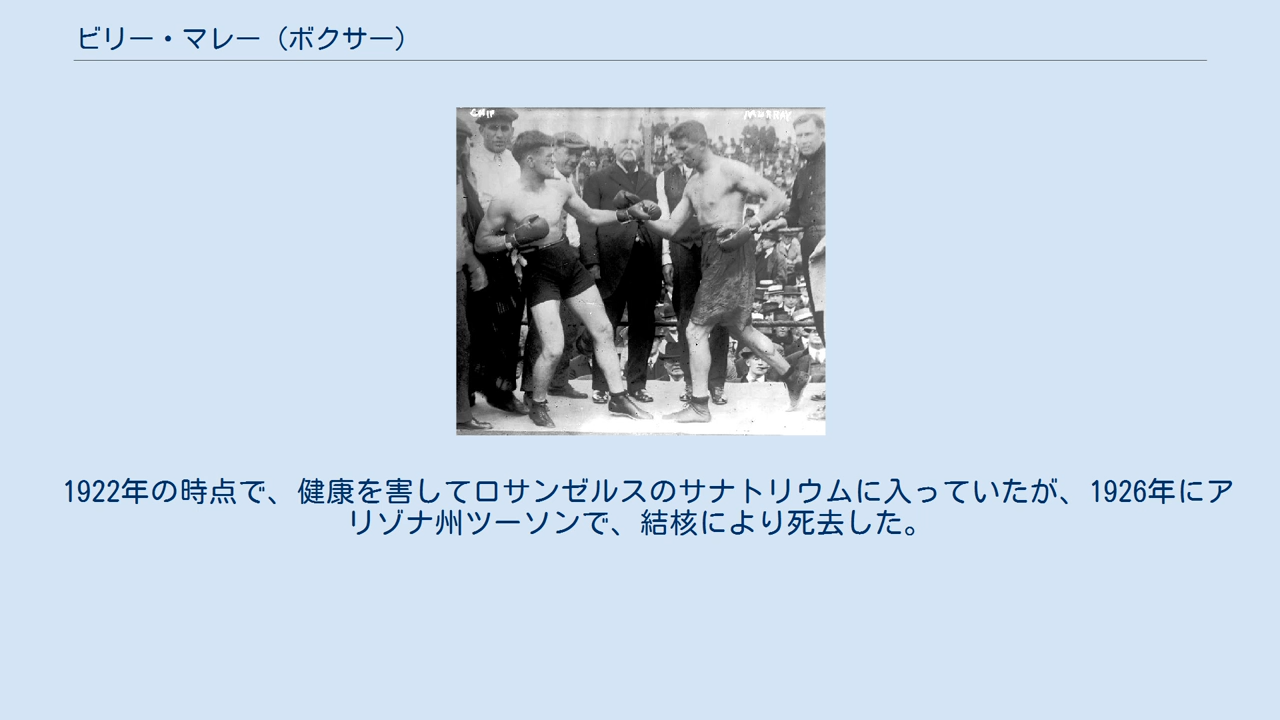 ビリー・マレー（ボクサー）
CHIP
MURRAY
1922年の時点で、健康を害してロサンゼルスのサナトリウムに入っていたが、1926年にア
リゾナ州ツーソンで、結核により死去した。